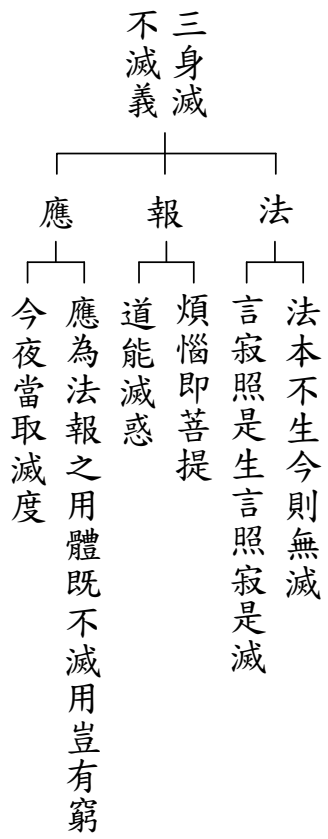 三身滅
不滅義
法
報
應
法本不生今則無滅
言寂照是生言照寂是滅
煩惱即菩提
道能滅惑
應為法報之用體既不滅用豈有窮
今夜當取滅度